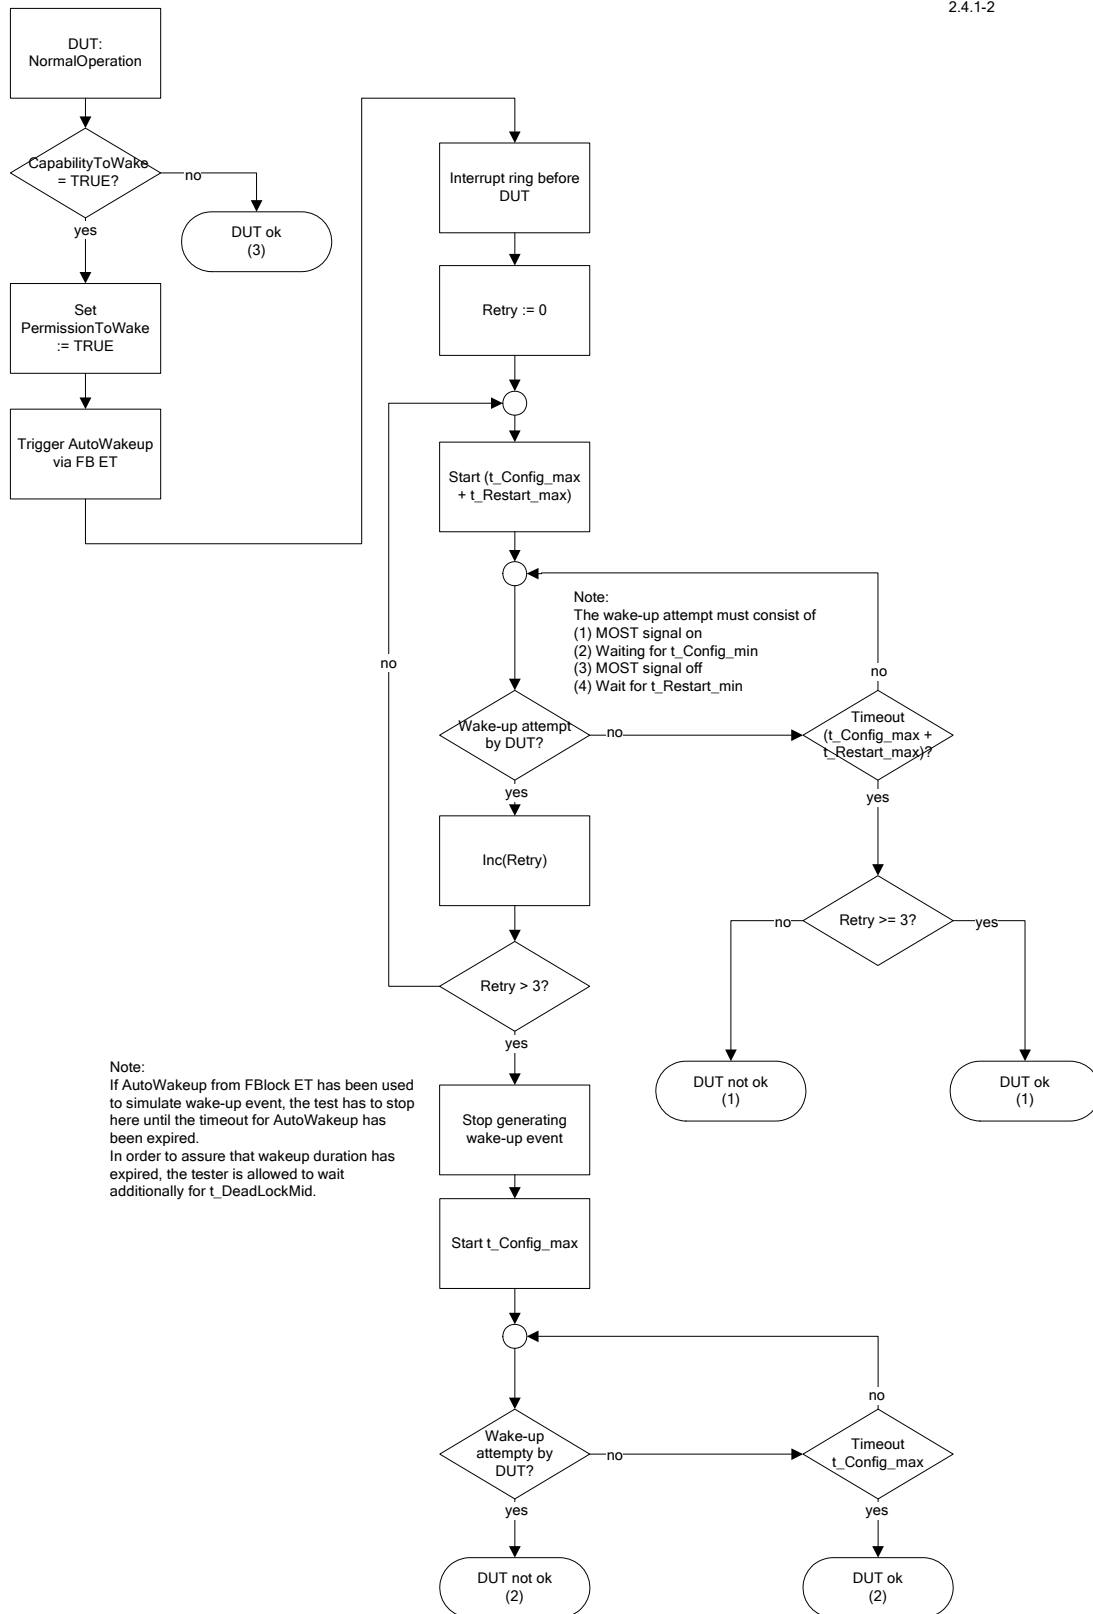 2.4.1-2
DUT:
NormalOperation
CapabilityToWake
= TRUE?
no
DUT ok
(3)
yes
Set
PermissionToWake
:= TRUE
Trigger AutoWakeup
via FB ET
Interrupt ring before
DUT
Retry := 0
Start (t_Config_max
+ t_Restart_max)
Note:
The wake-up attempt must consist of
(1) MOST signal on
(2) Waiting for t_Config_min
(3) MOST signal off
(4) Wait for t_Restart_min
no
no
Wake-up attempt
by DUT?
no
Timeout
(t_Config_max +
t_Restart_max)?
yes
yes
Inc(Retry)
Retry >= 3?
no
yes
Retry > 3?
yes
DUT not ok
(1)
DUT ok
(1)
Note:
If AutoWakeup from FBlock ET has been used
to simulate wake-up event, the test has to stop
here until the timeout for AutoWakeup has
been expired.
In order to assure that wakeup duration has
expired, the tester is allowed to wait
additionally for t_DeadLockMid.
Stop generating
wake-up event
Start t_Config_max
no
Wake-up
attempty by
DUT?
no
Timeout
t_Config_max
yes
yes
DUT not ok
(2)
DUT ok
(2)